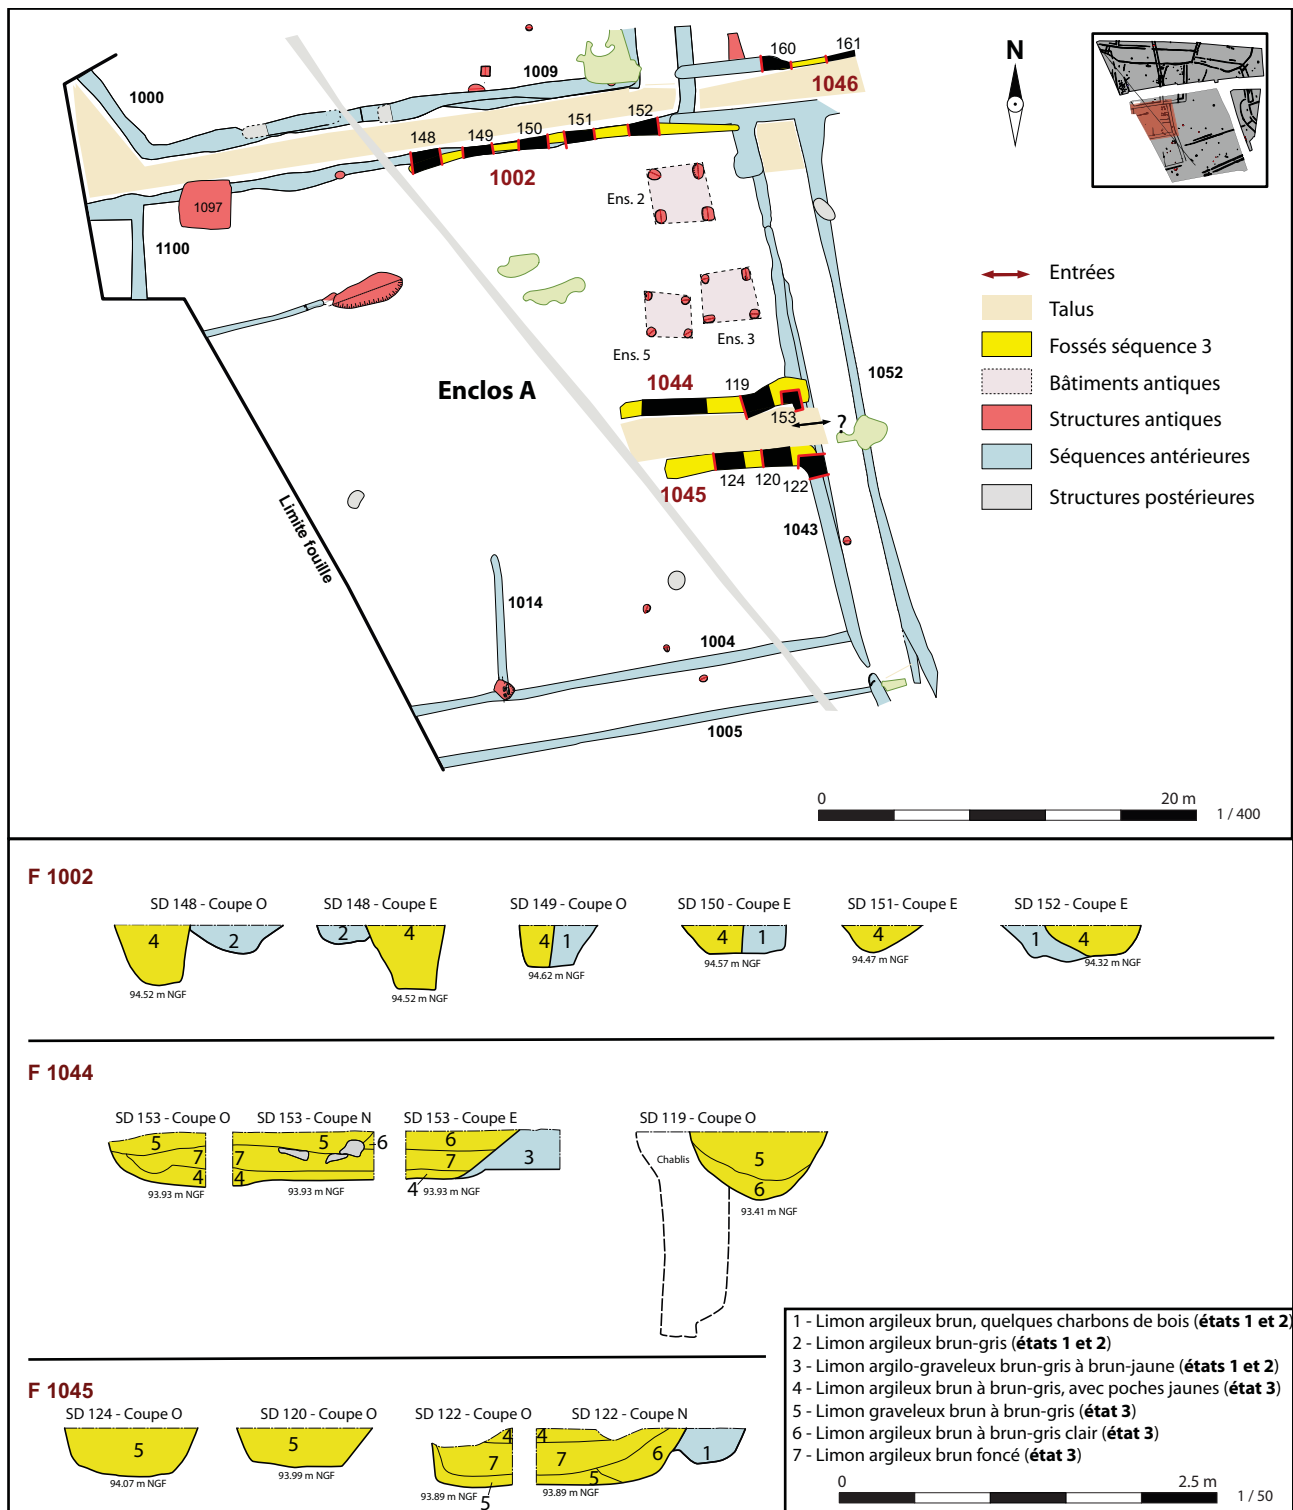 N
1000
1009
160
161
1046
148
149
150
151
152
1002
1097
1100
Ens. 2
Ens. 5
Ens. 3
Enclos A
1044
119
153
?
1052
1045
124
120
122
1043
Limite fouille
1014
1004
1005
Entrées
Talus
Fossés séquence 3
Bâtiments antiques
Structures antiques
Séquences antérieures
Structures postérieures
0 20 m
1 / 400
F 1002
SD 148 - Coupe O
4
2
94.52 m NGF
SD 148 - Coupe E
2
4
94.52 m NGF
SD 149 - Coupe O
4
1
94.62 m NGF
SD 150 - Coupe E
4
1
94.57 m NGF
SD 151- Coupe E
4
94.47 m NGF
SD 152 - Coupe E
1
4
94.32 m NGF
F 1044
SD 153 - Coupe O
5
7
4
93.93 m NGF
SD 153 - Coupe N
5
6
7
4
93.93 m NGF
SD 153 - Coupe E
6
7
3
4
93.93 m NGF
SD 119 - Coupe O
Chablis
5
6
93.41 m NGF
F 1045
SD 124 - Coupe O
5
94.07 m NGF
SD 120 - Coupe O
5
93.99 m NGF
SD 122 - Coupe O
4
7
93.89 m NGF
5
SD 122 - Coupe N
4
7
6
5
1
93.89 m NGF
1 - Limon argileux brun, quelques charbons de bois (états 1 et 2)
2 - Limon argileux brun-gris (états 1 et 2)
3 - Limon argilo-graveleux brun-gris à brun-jaune (états 1 et 2)
4 - Limon argileux brun à brun-gris, avec poches jaunes (état 3)
5 - Limon graveleux brun à brun-gris (état 3)
6 - Limon argileux brun à brun-gris clair (état 3)
7 - Limon argileux brun foncé (état 3)
0 2.5 m
1 / 50